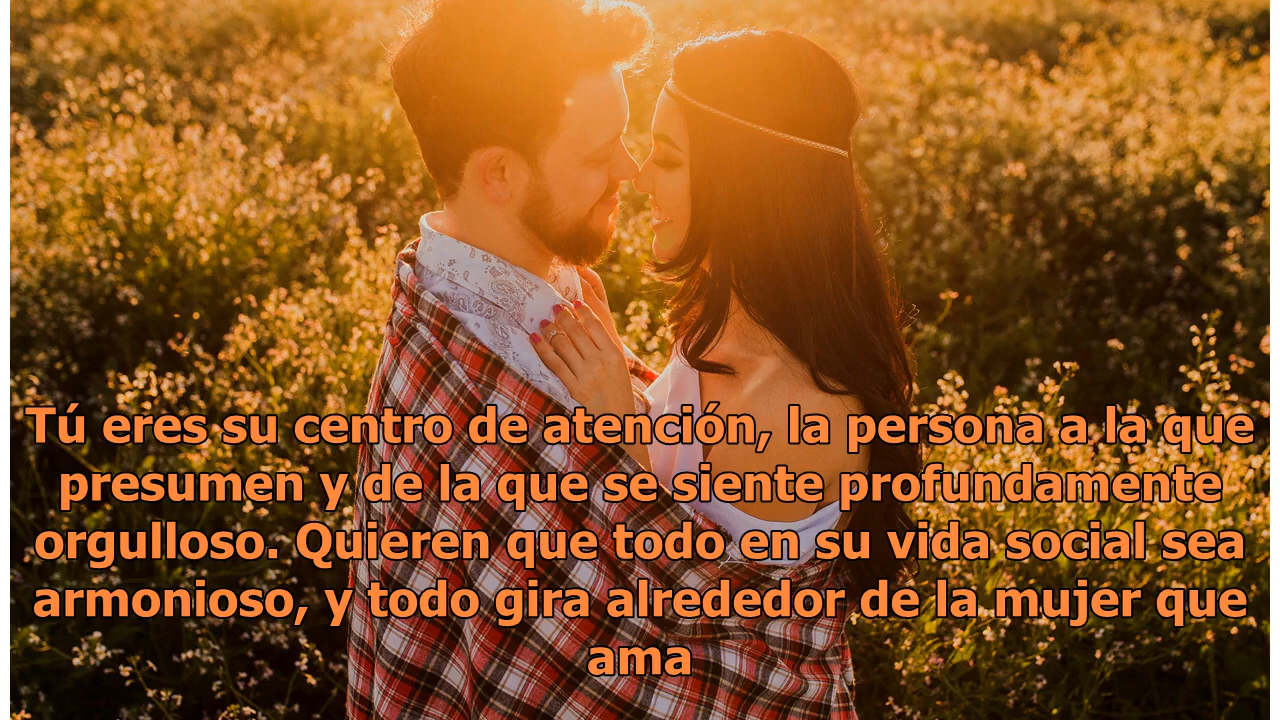 Tú eres su centro de atención, la persona a la que
presumen y de la que se siente profundamente
orgulloso. Quieren que todo en su vida social sea
armonioso, y todo gira alrededor de la mujer que
ama